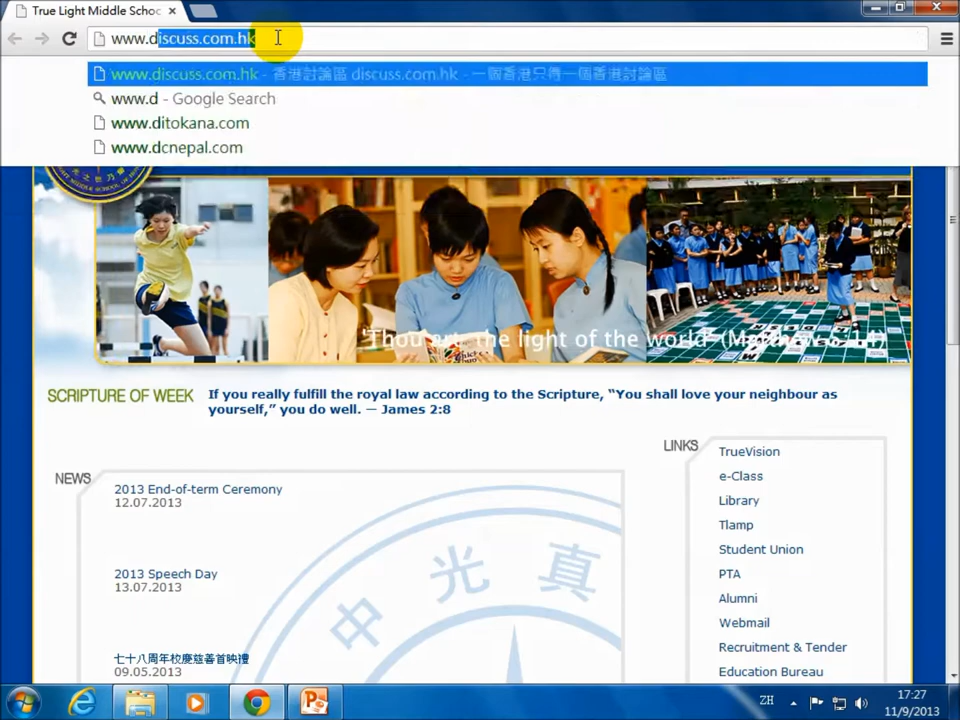 True Light Middle Schoo
www.discuss.com.hk
www.discuss.com.hk - 香港討論區 discuss.com.hk - 一個香港只得一個香港討論區
www.d - Google Search
www.ditokana.com
www.dcnepal.com
'Thou art the light of the world' (Matthew 5:14)
SCRIPTURE OF WEEK
If you really fulfill the royal law according to the Scripture, “You shall love your neighbour as
yourself,” you do well. — James 2:8
NEWS
2013 End-of-term Ceremony
12.07.2013
2013 Speech Day
13.07.2013
七十八周年校慶慈善首映禮
09.05.2013
中光真
LINKS
TrueVision
e-Class
Library
Tlamp
Student Union
PTA
Alumni
Webmail
Recruitment & Tender
Education Bureau
ZH
17:27
11/9/2013